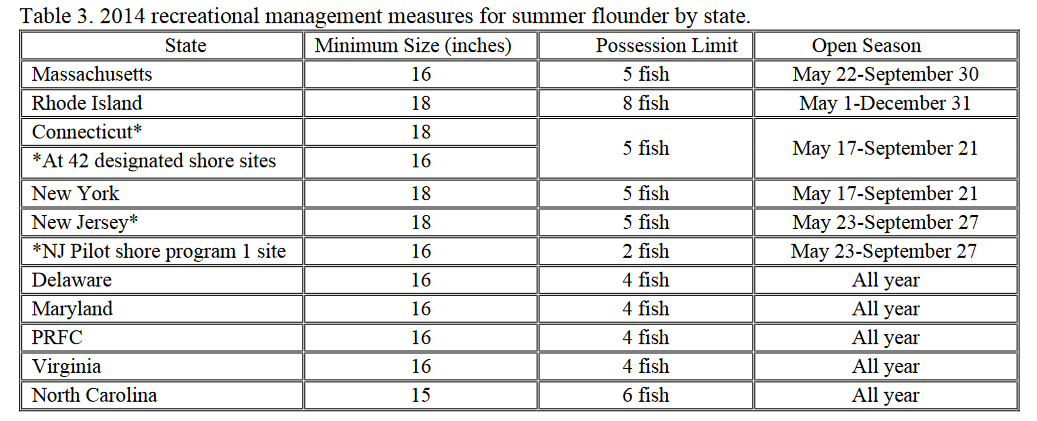 Table 3. 2014 recreational management measures for summer flounder by state.
State Minimum Size (inches) Possession Limit Open Season
Massachusetts 16 5 fish May 22-September 30
Rhode Island 18 8 fish May 1-December 31
Connecticut* 18 5 fish May 17-September 21
*At 42 designated shore sites 16
New York 18 5 fish May 17-September 21
New Jersey* 18 5 fish May 23-September 27
*NJ Pilot shore program 1 site 16 2 fish May 23-September 27
Delaware 16 4 fish All year
Maryland 16 4 fish All year
PRFC 16 4 fish All year
Virginia 16 4 fish All year
North Carolina 15 6 fish All year